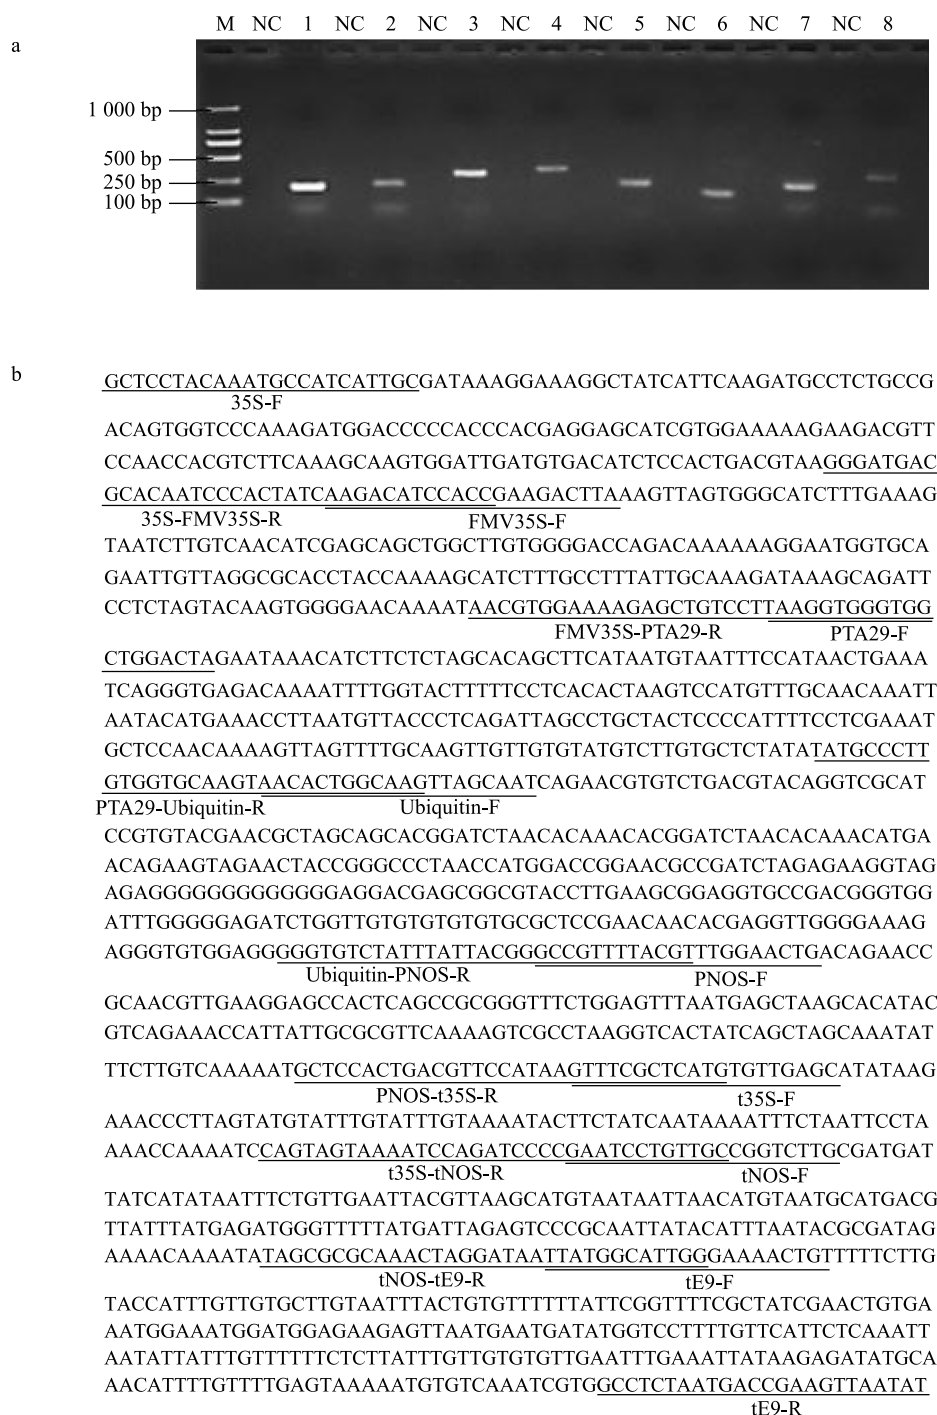 M NC 1 NC 2 NC 3 NC 4 NC 5 NC 6 NC 7 NC 8
a
1 000 bp
500 bp
250 bp
100 bp
b
GCTCCTACAAATGCCATCATTGCGATAAAGGAAAGGCTATCATTCAAGATGCCTCTGCCG
35S-F
ACAGTGGTCCCAAAGATGGACCCCCACCCACGAGGAGCATCGTGGAAAAAGAAGACGTT
CCAACCACGTCTTCAAAGCAAGTGGATTGATGTGACATCTCCACTGACGTAAGGGATGAC
GCACAATCCCACTATCAAGACATCCACCGAAGACTTAAAGTTAGTGGGCATCTTTGAAAG
35S-FMV35S-R FMV35S-F
TAATCTTGTCAACATCGAGCAGCTGGCTTGTGGGGACCAGACAAAAAAGGAATGGTGCA
GAATTGTTAGGCGCACCTACCAAAAGCATCTTTGCCTTTATTGCAAAGATAAAGCAGATT
CCTCTAGTACAAGTGGGGAACAAAATAACGTGGAAAAGAGCTGTCCTTAAGGTGGGTGG
FMV35S-PTA29-R PTA29-F
CTGGACTAGAATAAACATCTTCTCTAGCACAGCTTCATAATGTAATTTCCATAACTGAAA
TCAGGGTGAGACAAAATTTTGGTACTTTTTCCTCACACTAAGTCCATGTTTGCAACAAATT
AATACATGAAACCTTAATGTTACCCTCAGATTAGCCTGCTACTCCCCATTTTCCTCGAAAT
GCTCCAACAAAAGTTAGTTTTGCAAGTTGTTGTGTATGTCTTGTGCTCTATATATGCCCTT
GTGGTGCAAGTAACACTGGCAAGTTAGCAATCAGAACGTGTCTGACGTACAGGTCGCAT
PTA29-Ubiquitin-R Ubiquitin-F
CCGTGTACGAACGCTAGCAGCACGGATCTAACACAAACACGGATCTAACACAAACATGA
ACAGAAGTAGAACTACCGGGCCCTAACCATGGACCGGAACGCCGATCTAGAGAAGGTAG
AGAGGGGGGGGGGGGGAGGACGAGCGGCGTACCTTGAAGCGGAGGTGCCGACGGGTGG
ATTTGGGGGAGATCTGGTTGTGTGTGTGTGCGCTCCGAACAACACGAGGTTGGGGAAAG
AGGGTGTGGAGGGGGTGTCTATTTATTACGGGCCGTTTTACGTTTGGAACTGACAGAACC
Ubiquitin-PNOS-R PNOS-F
GCAACGTTGAAGGAGCCACTCAGCCGCGGGTTTCTGGAGTTTAATGAGCTAAGCACATAC
GTCAGAAACCATTATTGCGCGTTCAAAAGTCGCCTAAGGTCACTATCAGCTAGCAAATAT
TTCTTGTCAAAAATGCTCCACTGACGTTCCATAAGTTTCGCTCATGTGTTGAGCATATAAG
PNOS-t35S-R t35S-F
AAACCCTTAGTATGTATTTGTATTTGTAAAATACTTCTATCAATAAAATTTCTAATTCCTA
AAACCAAAATCCAGTAGTAAAATCCAGATCCCCGAATCCTGTTGCCGGTCTTGCGATGAT
t35S-tNOS-R tNOS-F
TATCATATAATTTCTGTTGAATTACGTTAAGCATGTAATAATTAACATGTAATGCATGACG
TTATTTATGAGATGGGTTTTTATGATTAGAGTCCCGCAATTATACATTTAATACGCGATAG
AAAACAAAATATAGCGCGCAAACTAGGATAATTATGGCATTGGGAAAACTGTTTTTCTTG
tNOS-tE9-R tE9-F
TACCATTTGTTGTGCTTGTAATTTACTGTGTTTTTTATTCGGTTTTCGCTATCGAACTGTGA
AATGGAAATGGATGGAGAAGAGTTAATGAATGATATGGTCCTTTTGTTCATTCTCAAATT
AATATTATTTGTTTTTTCTCTTATTTGTTGTGTGTTGAATTTGAAATTATAAGAGATATGCA
AACATTTTGTTTTGAGTAAAAATGTGTCAAATCGTGGCCTCTAATGACCGAAGTTAATAT
tE9-R